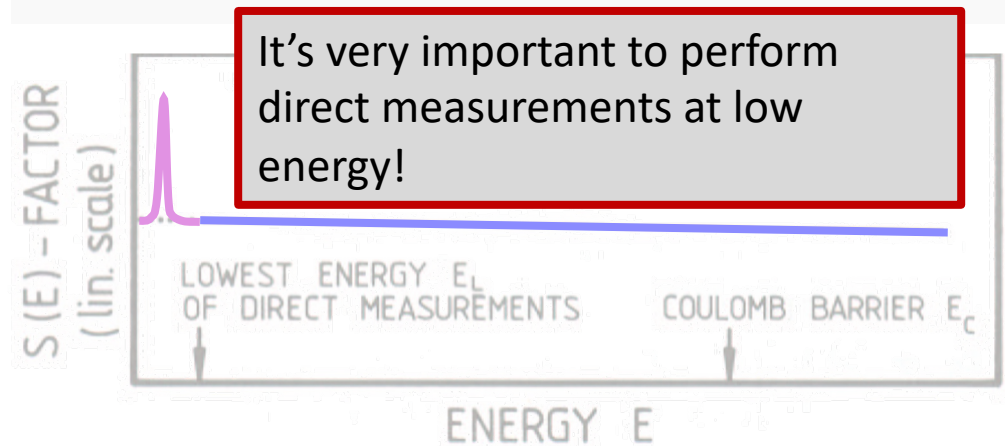 It’s very important to perform
direct measurements at low
energy!
S(E) – FACTOR
(lin. scale)
LOWEST ENERGY E_L
OF DIRECT MEASUREMENTS
COULOMB BARRIER E_C
ENERGY E